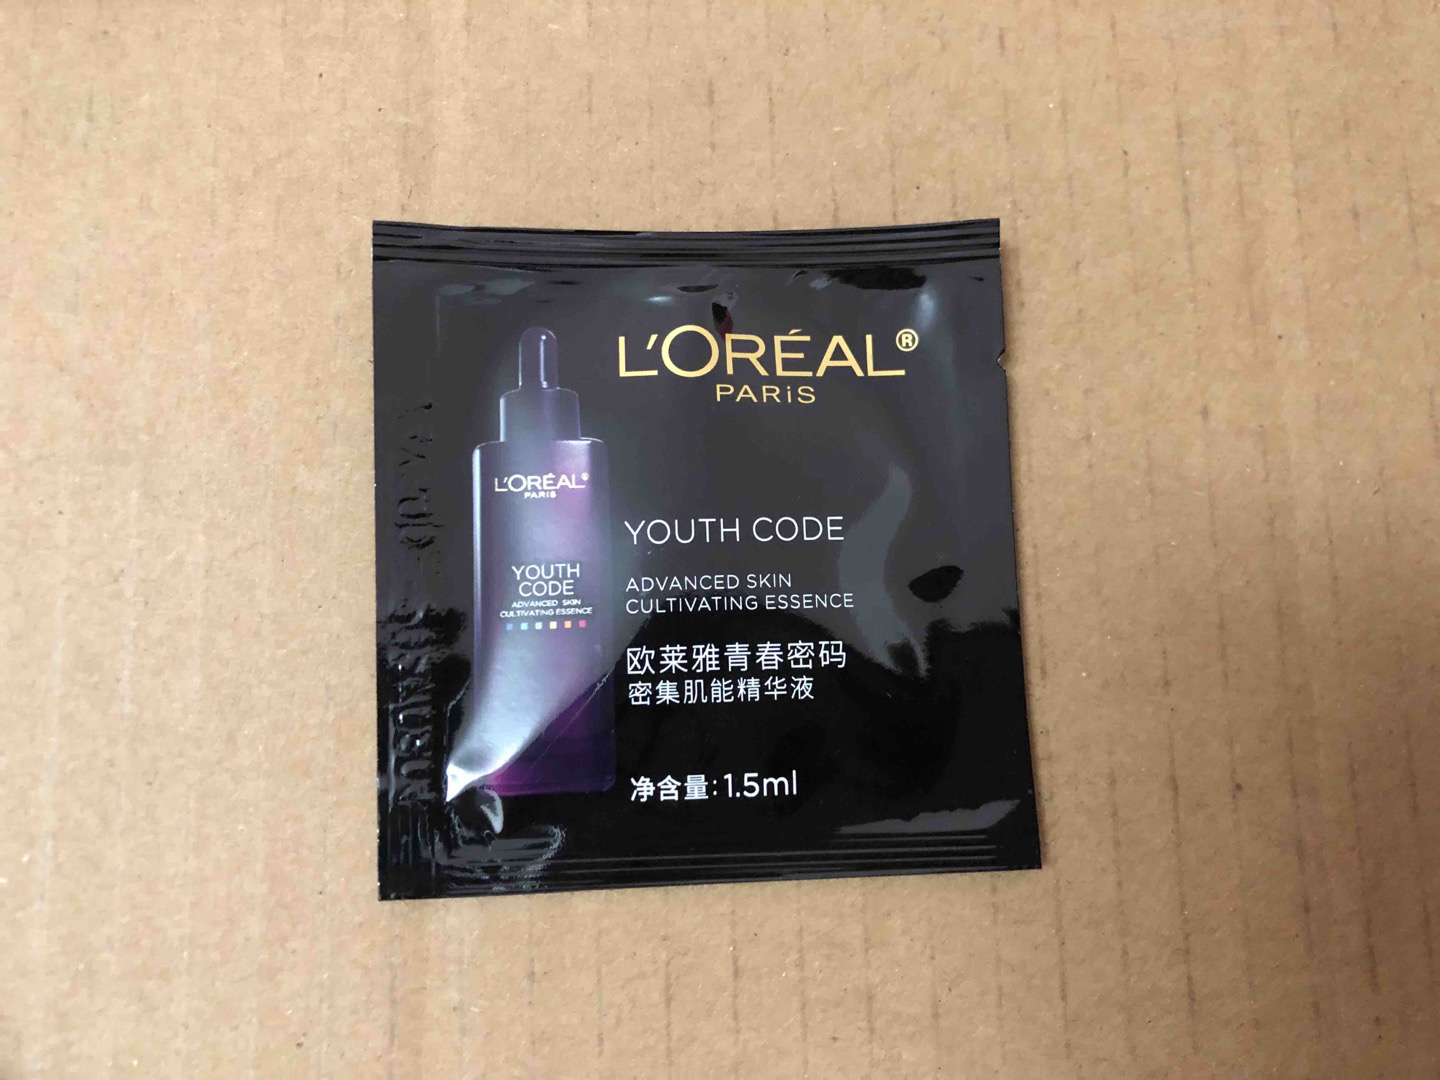 L'ORÉAL®
PARiS
L'ORÉAL®
PARIS
YOUTH
CODE
ADVANCED SKIN
CULTIVATING ESSENCE
YOUTH CODE
ADVANCED SKIN
CULTIVATING ESSENCE
欧莱雅青春密码
密集肌能精华液
净含量:1.5ml